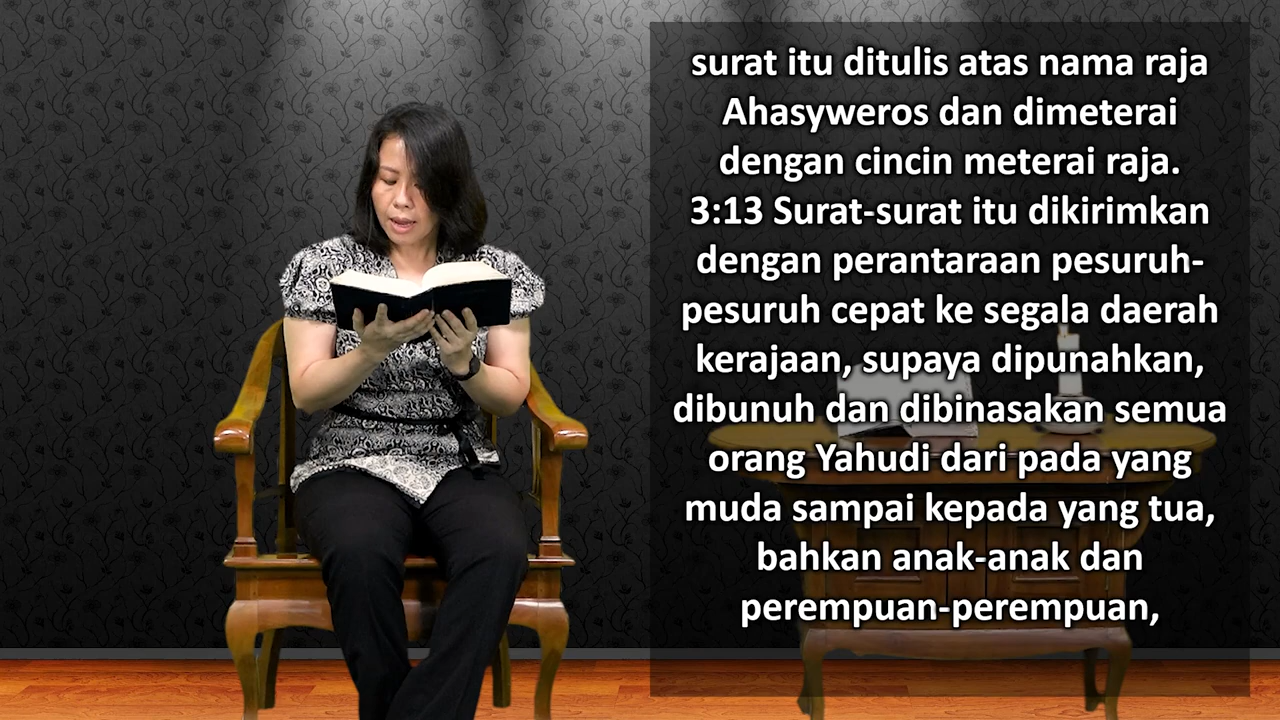 surat itu ditulis atas nama raja
Ahasyweros dan dimeterai
dengan cincin meterai raja.
3:13 Surat-surat itu dikirimkan
dengan perantaraan pesuruh-
pesuruh cepat ke segala daerah
kerajaan, supaya dipunahkan,
dibunuh dan dibinasakan semua
orang Yahudi dari pada yang
muda sampai kepada yang tua,
bahkan anak-anak dan
perempuan-perempuan,